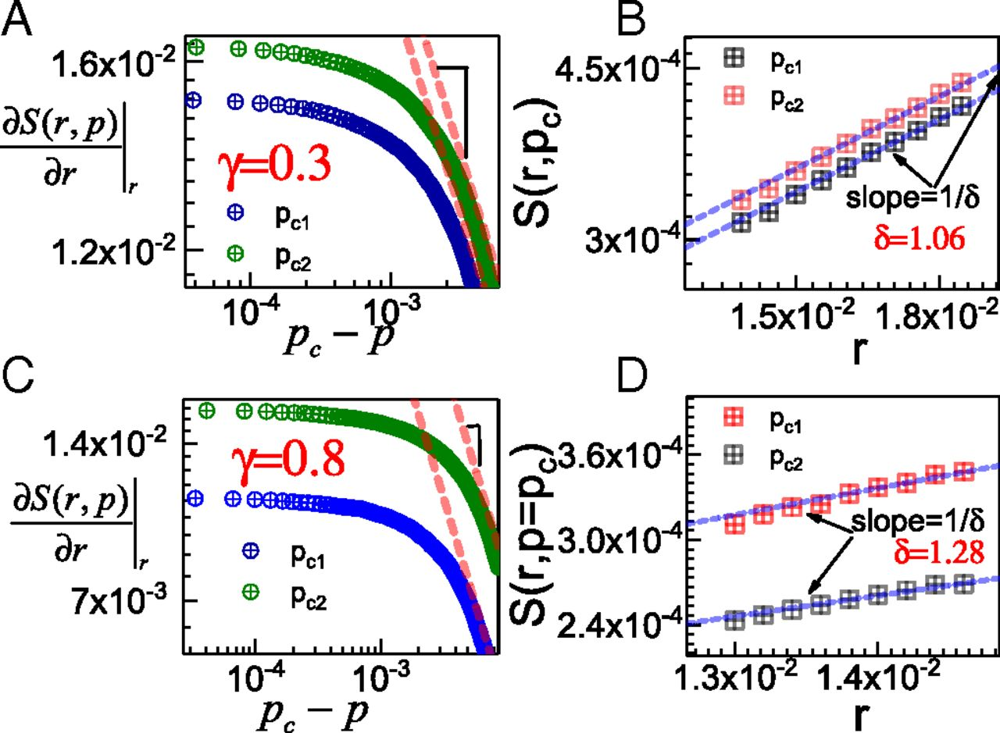 A
1.6x10⁻²
∂S(r, p)
∂r
r
1.2x10⁻²
γ=0.3
p_c1
p_c2
10⁻⁴
10⁻³
p_c − p
B
S(r,p_c)
4.5x10⁻⁴
3x10⁻⁴
p_c1
p_c2
slope=1/δ
δ=1.06
1.5x10⁻²
1.8x10⁻²
r
C
1.4x10⁻²
∂S(r, p)
∂r
r
7x10⁻³
γ=0.8
p_c1
p_c2
10⁻⁴
10⁻³
p_c − p
D
S(r,p=p_c)
3.6x10⁻⁴
3.0x10⁻⁴
2.4x10⁻⁴
p_c1
p_c2
slope=1/δ
δ=1.28
1.3x10⁻²
1.4x10⁻²
r